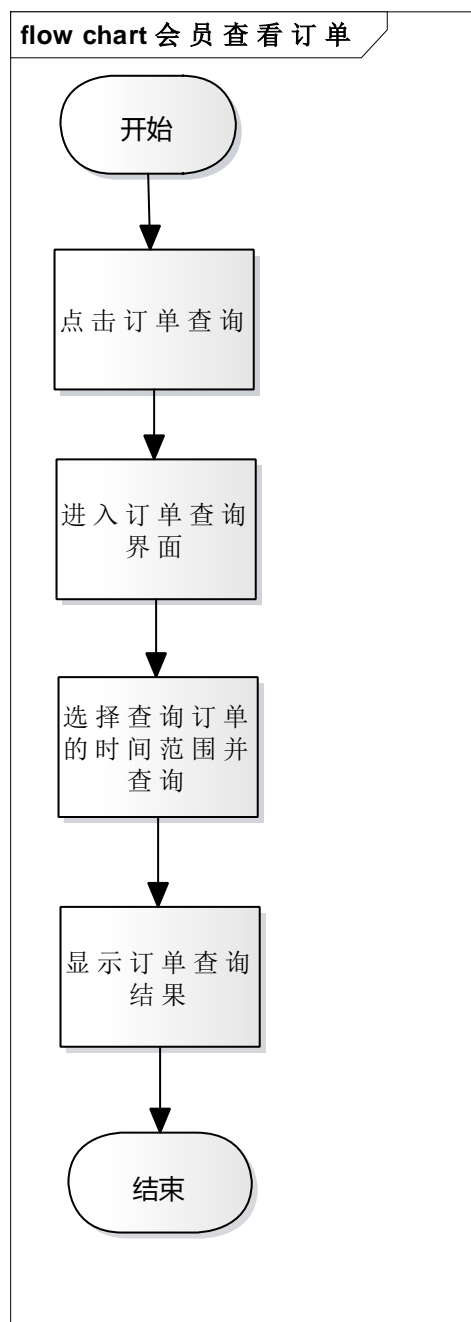 flow chart 会员查看订单
开始
点击订单查询
进入订单查询
界面
选择查询订单
的时间范围并
查询
显示订单查询
结果
结束